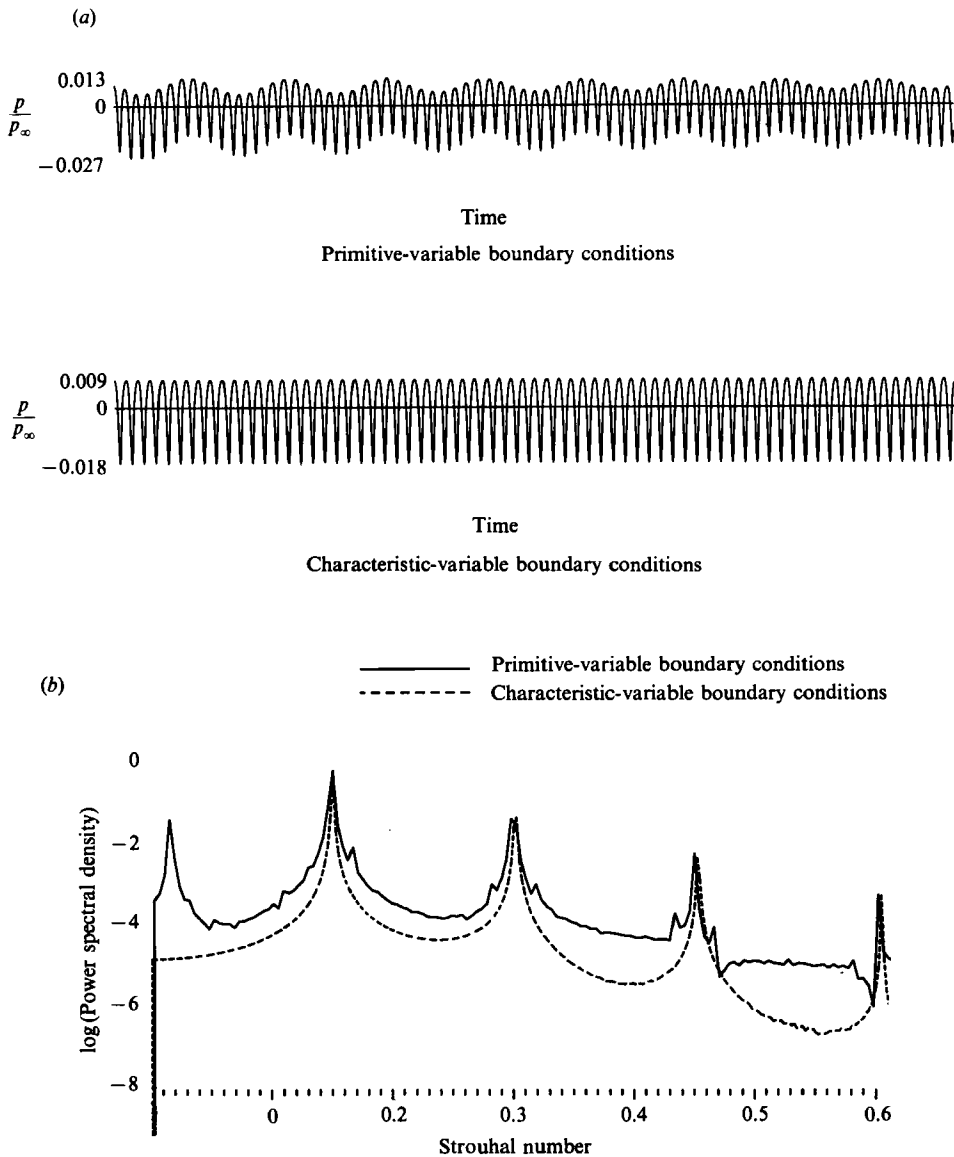 (a)
0.013
0
p/p∞
−0.027
Time
Primitive-variable boundary conditions
0.009
0
p/p∞
−0.018
Time
Characteristic-variable boundary conditions
(b)
Primitive-variable boundary conditions
Characteristic-variable boundary conditions
0
−2
−4
−6
−8
log (Power spectral density)
0 0.2 0.3 0.4 0.5 0.6
Strouhal number